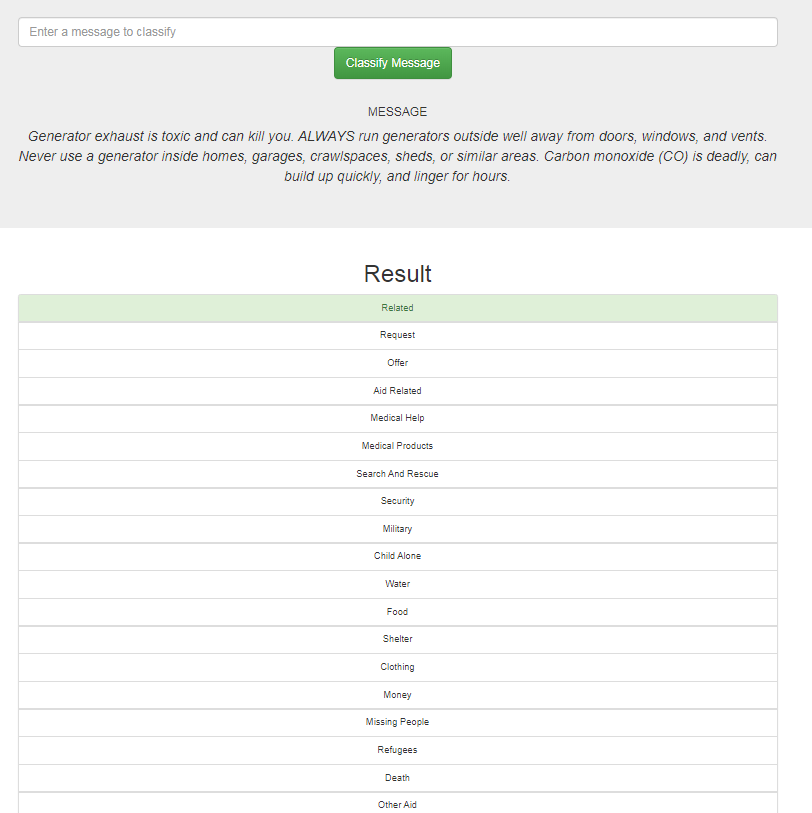 Enter a message to classify
Classify Message
MESSAGE
Generator exhaust is toxic and can kill you. ALWAYS run generators outside well away from doors, windows, and vents.
Never use a generator inside homes, garages, crawlspaces, sheds, or similar areas. Carbon monoxide (CO) is deadly, can
build up quickly, and linger for hours.
Result
Related
Request
Offer
Aid Related
Medical Help
Medical Products
Search And Rescue
Security
Military
Child Alone
Water
Food
Shelter
Clothing
Money
Missing People
Refugees
Death
Other Aid